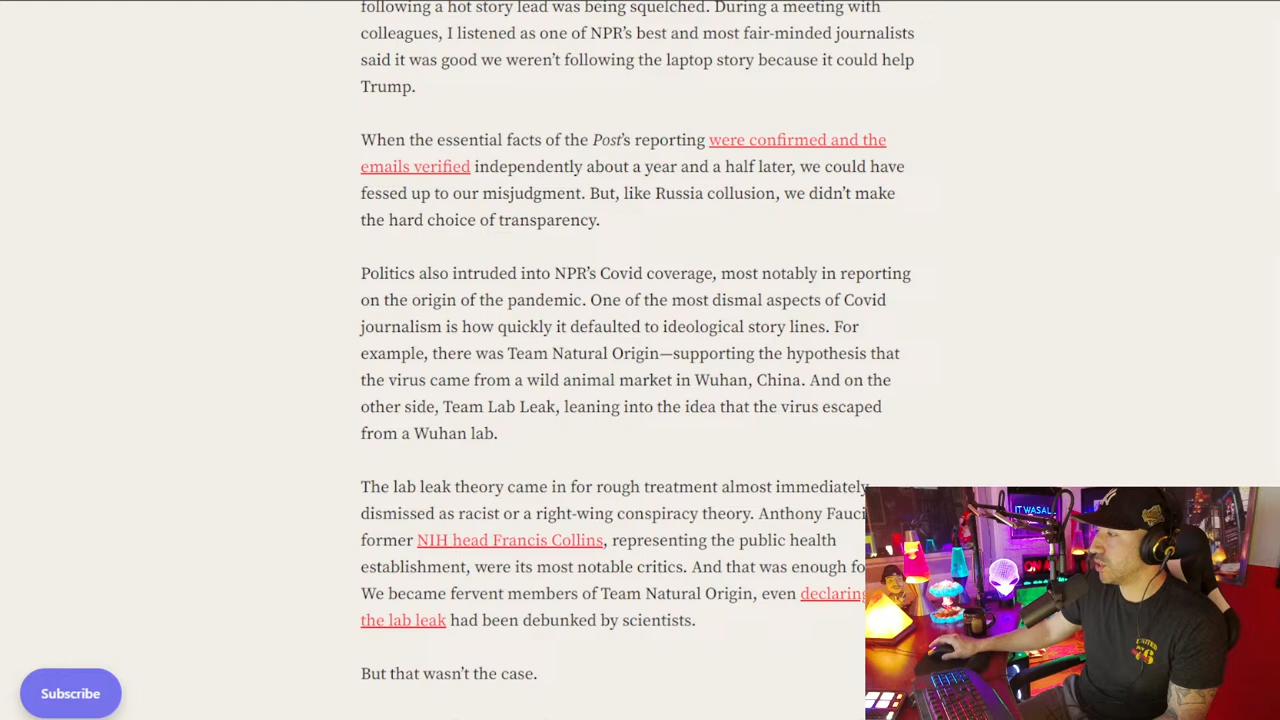 following a hot story lead was being squelched. During a meeting with
colleagues, I listened as one of NPR’s best and most fair-minded journalists
said it was good we weren’t following the laptop story because it could help
Trump.
When the essential facts of the Post’s reporting were confirmed and the
emails verified independently about a year and a half later, we could have
fessed up to our misjudgment. But, like Russia collusion, we didn’t make
the hard choice of transparency.
Politics also intruded into NPR’s Covid coverage, most notably in reporting
on the origin of the pandemic. One of the most dismal aspects of Covid
journalism is how quickly it defaulted to ideological story lines. For
example, there was Team Natural Origin—supporting the hypothesis that
the virus came from a wild animal market in Wuhan, China. And on the
other side, Team Lab Leak, leaning into the idea that the virus escaped
from a Wuhan lab.
The lab leak theory came in for rough treatment almost immediately,
dismissed as racist or a right-wing conspiracy theory. Anthony Fauci
former NIH head Francis Collins, representing the public health
establishment, were its most notable critics. And that was enough fo
We became fervent members of Team Natural Origin, even declaring
the lab leak had been debunked by scientists.
But that wasn’t the case.
Subscribe
IT WAS AL
ON A
UNITED